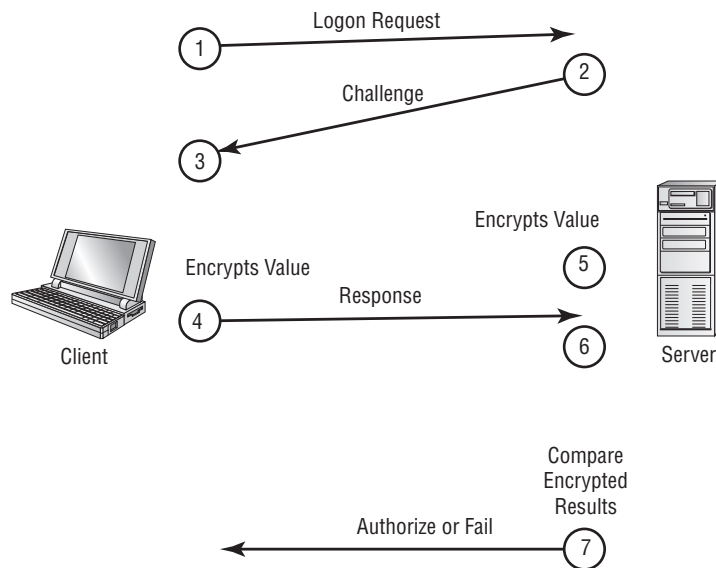 Logon Request
1
2
Challenge
3
Encrypts Value
5
Encrypts Value
Response
4
6
Client
Server
Compare
Encrypted
Results
Authorize or Fail
7